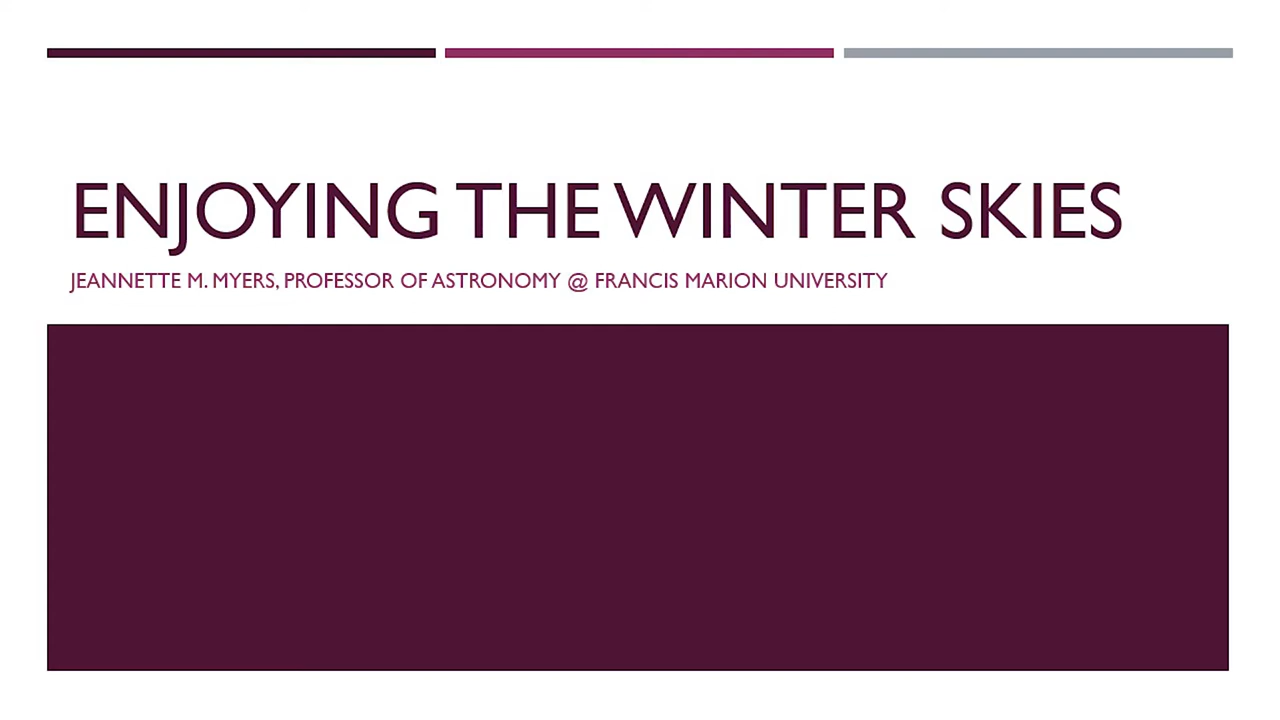 ENJOYING THE WINTER SKIES
JEANNETTE M. MYERS, PROFESSOR OF ASTRONOMY @ FRANCIS MARION UNIVERSITY